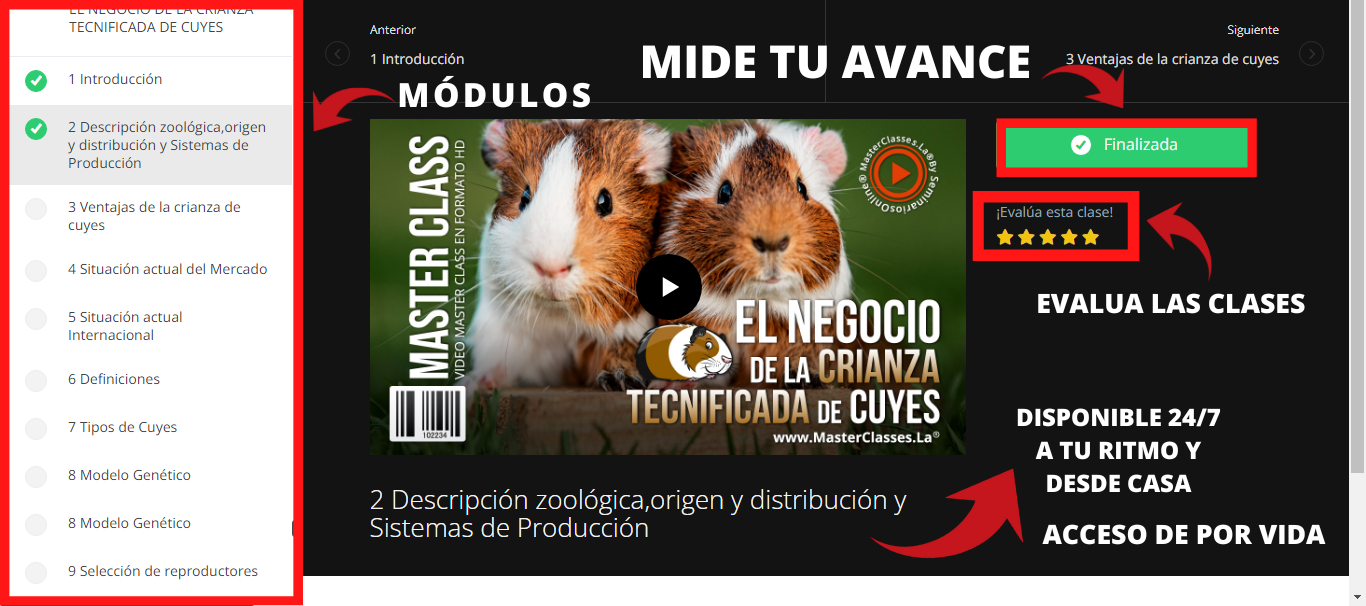 EL NEGOCIO DE LA CRIANZA
TECNIFICADA DE CUYES
1 Introducción
2 Descripción zoológica,origen
y distribución y Sistemas de
Producción
3 Ventajas de la crianza de
cuyes
4 Situación actual del Mercado
5 Situación actual
Internacional
6 Definiciones
7 Tipos de Cuyes
8 Modelo Genético
8 Modelo Genético
9 Selección de reproductores
Anterior
1 Introducción
Siguiente
3 Ventajas de la crianza de cuyes
MIDE TU AVANCE
MÓDULOS
MASTER CLASS
VIDEO MASTER CLASS EN FORMATO HD
102234
MasterClasses.La®By SeminariosOnline®
EL NEGOCIO
DE LA CRIANZA
TECNIFICADA DE CUYES
www.MasterClasses.La®
Finalizada
¡Evalúa esta clase!
EVALUA LAS CLASES
DISPONIBLE 24/7
A TU RITMO Y
DESDE CASA
ACCESO DE POR VIDA
2 Descripción zoológica,origen y distribución y
Sistemas de Producción